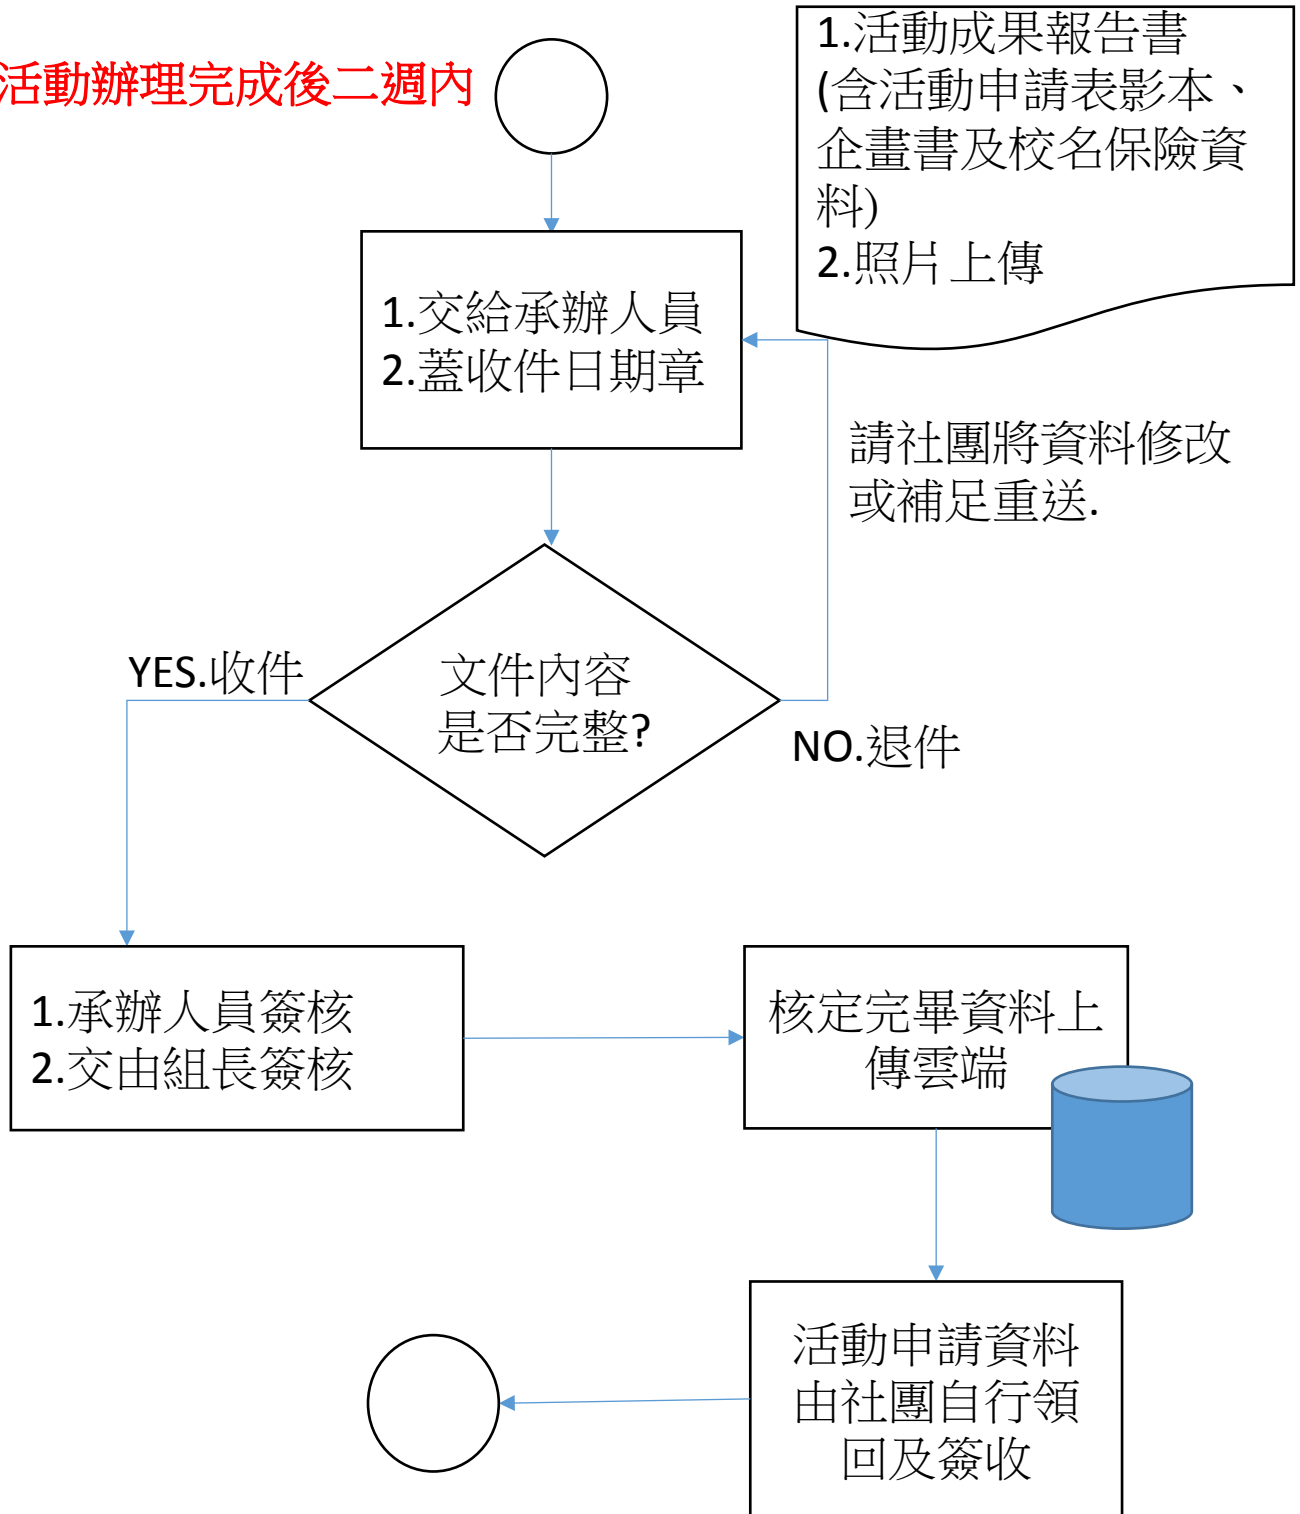 活動辦理完成後二週內
1.活動成果報告書
(含活動申請表影本、
企畫書及校名保險資
料)
2.照片上傳
1.交給承辦人員
2.蓋收件日期章
請社團將資料修改
或補足重送.
YES.收件
文件內容
是否完整?
NO.退件
1.承辦人員簽核
2.交由組長簽核
核定完畢資料上
傳雲端
活動申請資料
由社團自行領
回及簽收